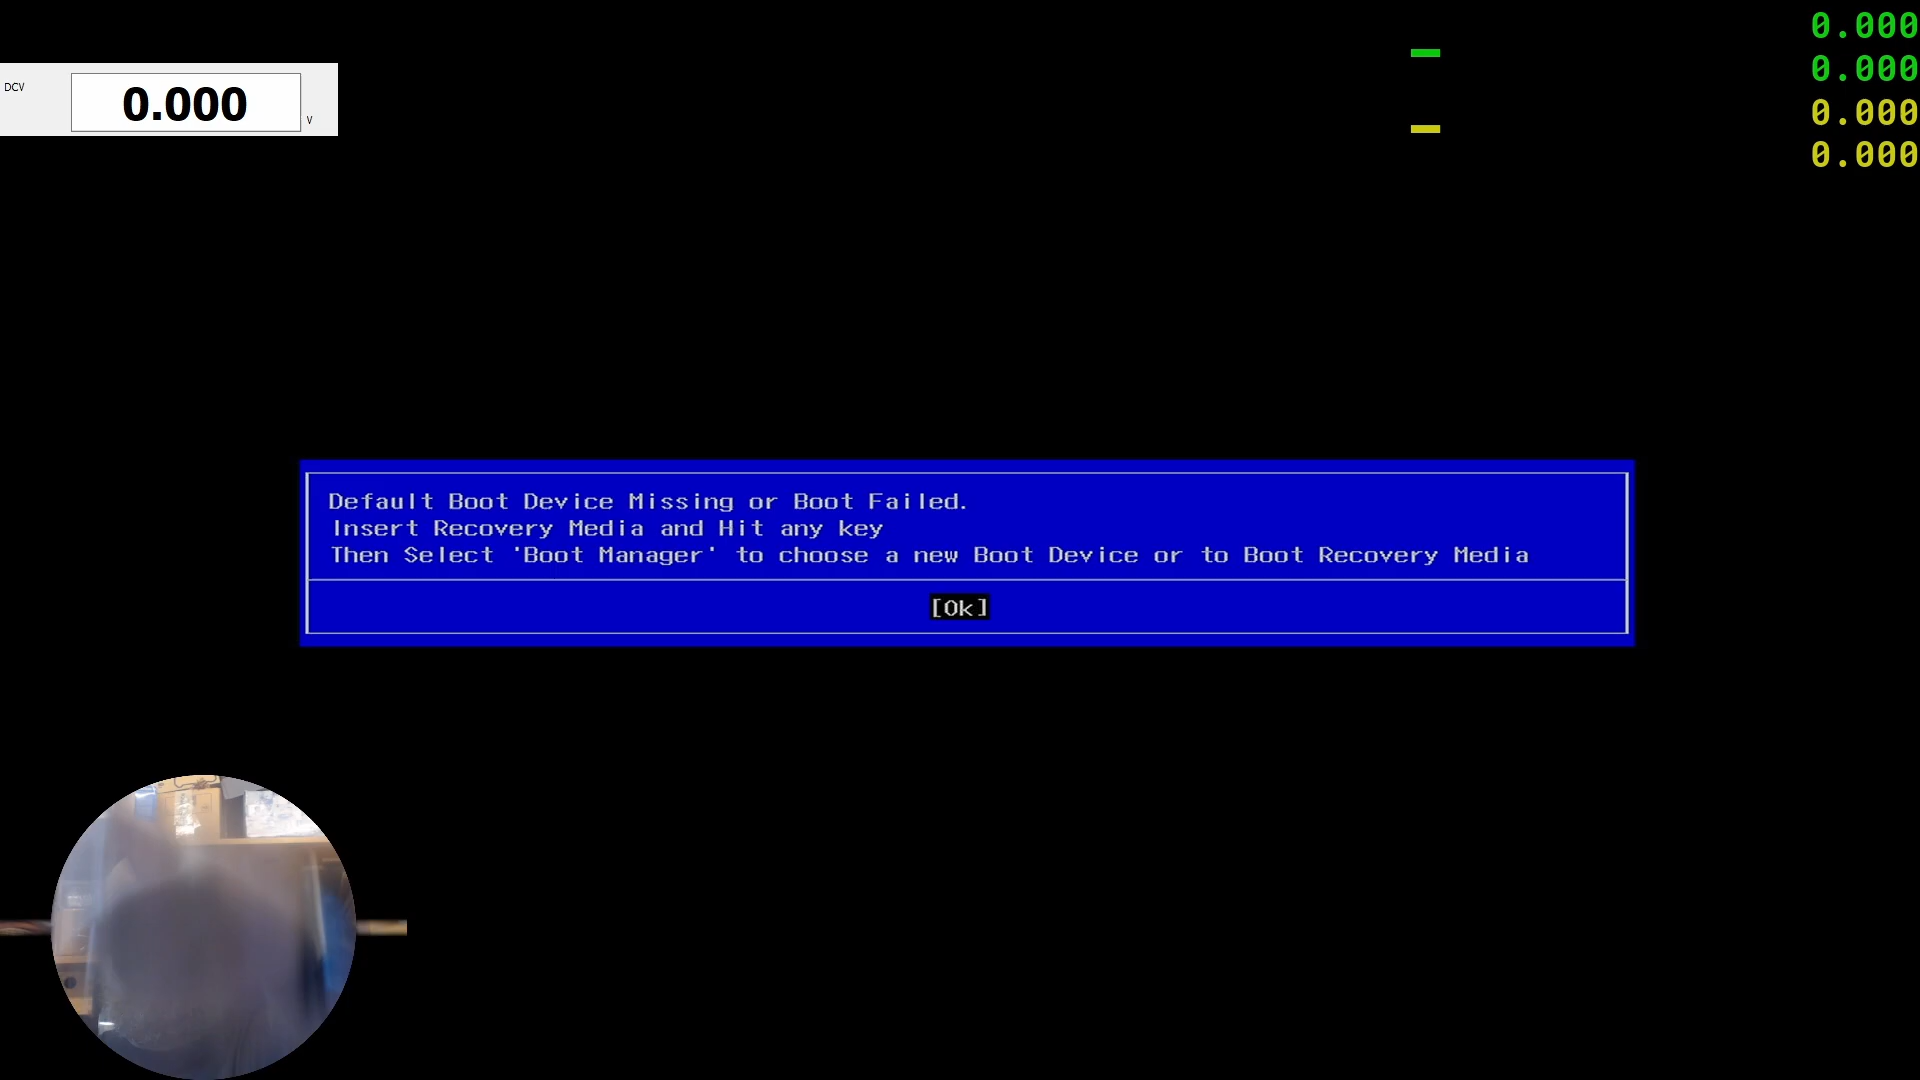 DCV
0.000
V
0.000
0.000
0.000
0.000
Default Boot Device Missing or Boot Failed.
Insert Recovery Media and Hit any key
Then Select 'Boot Manager' to choose a new Boot Device or to Boot Recovery Media
[Ok]